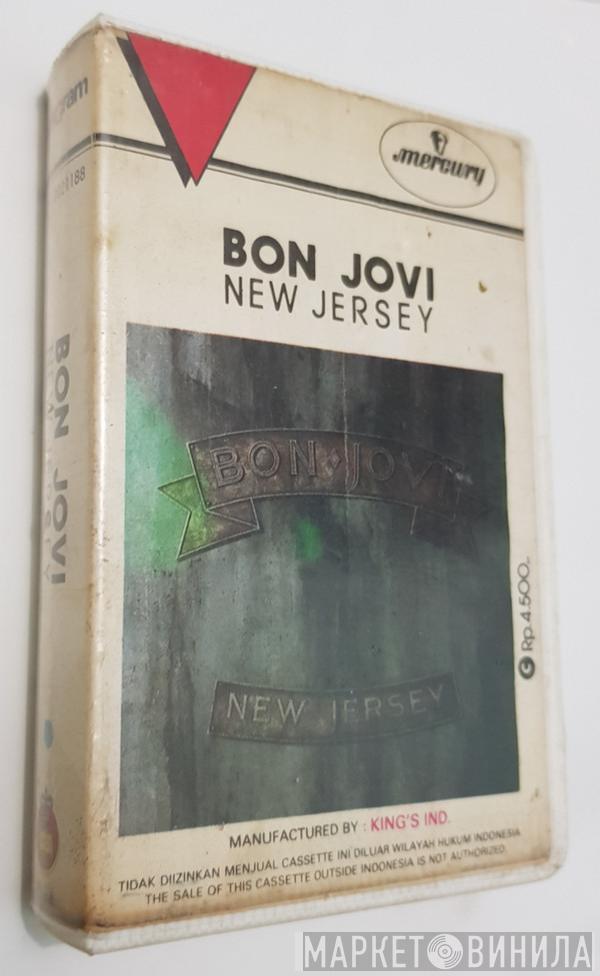 mercury
BON JOVI
NEW JERSEY
BON • JOVI
NEW JERSEY
Rp. 4.500,-
MANUFACTURED BY : KING'S IND.
TIDAK DIIZINKAN MENJUAL CASSETTE INI DILUAR WILAYAH HUKUM INDONESIA
THE SALE OF THIS CASSETTE OUTSIDE INDONESIA IS NOT AUTHORIZED.
BON JOVI
МАРКЕТ ВИНИЛА